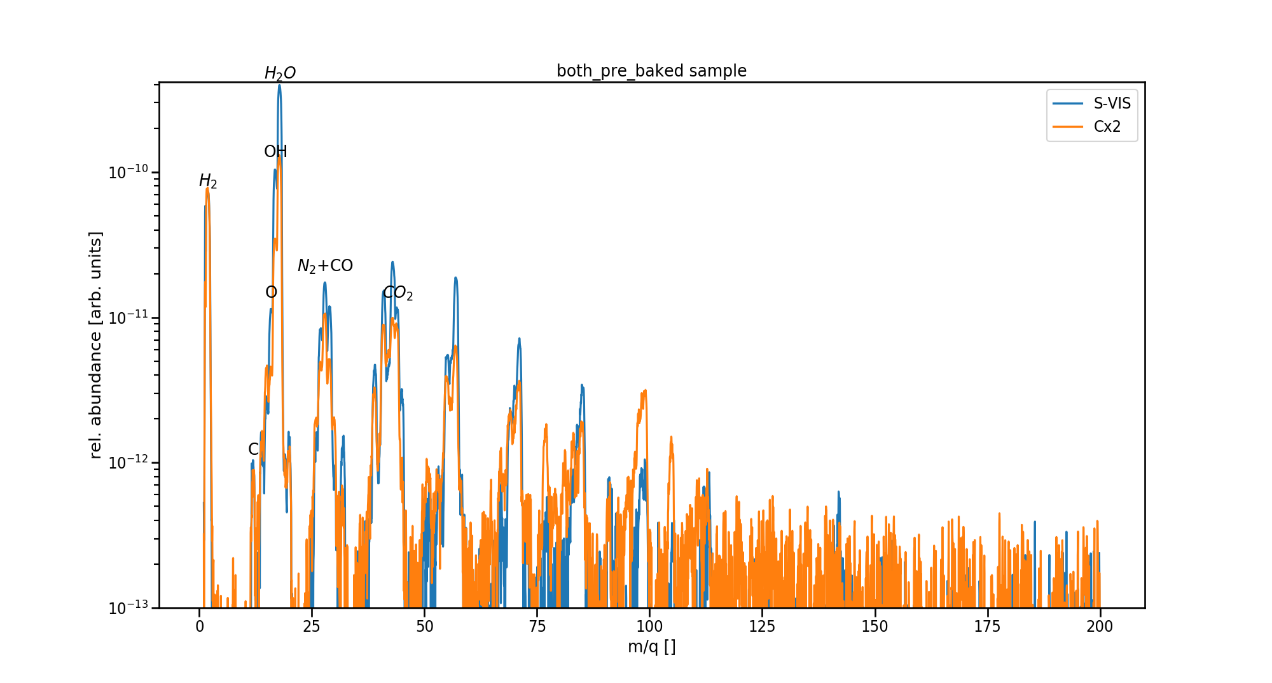 both_pre_baked sample
H₂O
S-VIS
Cx2
OH
H₂
N₂+CO
O
CO₂
C
rel. abundance [arb. units]
10⁻¹⁰
10⁻¹¹
10⁻¹²
10⁻¹³
0 25 50 75 100 125 150 175 200
m/q []